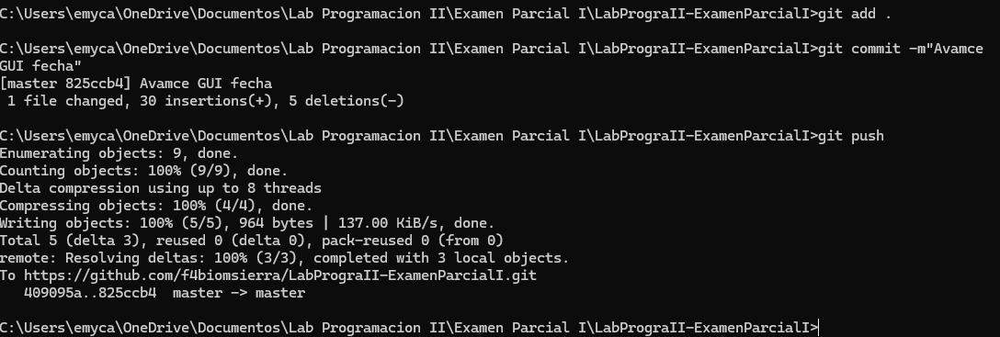 C:\Users\emyca\OneDrive\Documentos\Lab Programacion II\Examen Parcial I\LabPrograII-ExamenParcialI>git add .
C:\Users\emyca\OneDrive\Documentos\Lab Programacion II\Examen Parcial I\LabPrograII-ExamenParcialI>git commit -m"Avamce
GUI fecha"
[master 825ccb4] Avamce GUI fecha
 1 file changed, 30 insertions(+), 5 deletions(-)
C:\Users\emyca\OneDrive\Documentos\Lab Programacion II\Examen Parcial I\LabPrograII-ExamenParcialI>git push
Enumerating objects: 9, done.
Counting objects: 100% (9/9), done.
Delta compression using up to 8 threads
Compressing objects: 100% (4/4), done.
Writing objects: 100% (5/5), 964 bytes | 137.00 KiB/s, done.
Total 5 (delta 3), reused 0 (delta 0), pack-reused 0 (from 0)
remote: Resolving deltas: 100% (3/3), completed with 3 local objects.
To https://github.com/f4biomsierra/LabPrograII-ExamenParcialI.git
   409095a..825ccb4  master -> master
C:\Users\emyca\OneDrive\Documentos\Lab Programacion II\Examen Parcial I\LabPrograII-ExamenParcialI>